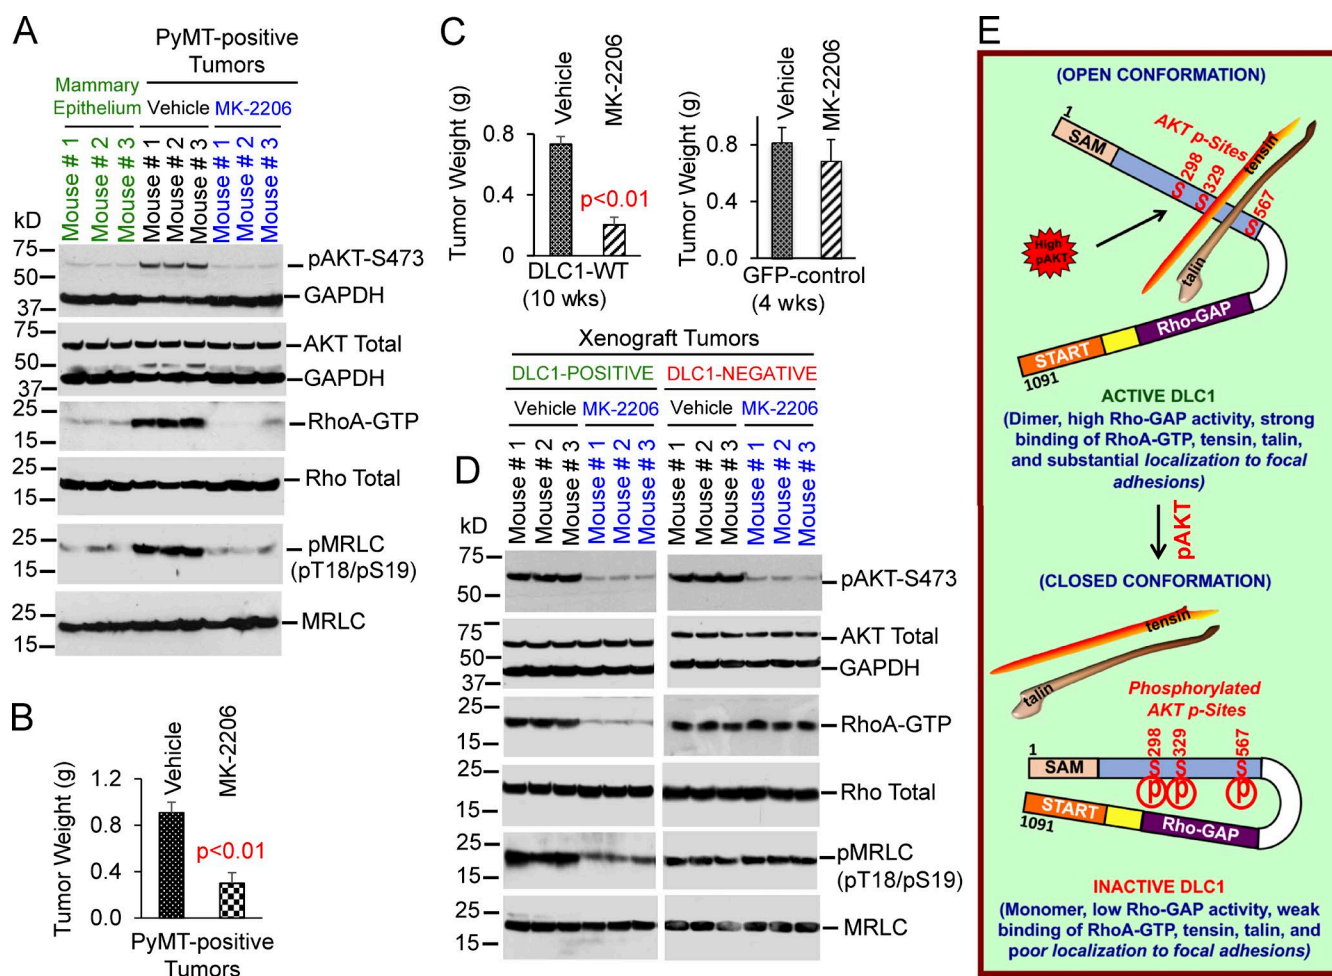 A
PyMT-positive
Tumors
Mammary
Epithelium
Vehicle
MK-2206
Mouse # 1
Mouse # 2
Mouse # 3
Mouse # 1
Mouse # 2
Mouse # 3
Mouse # 1
Mouse # 2
Mouse # 3
kD
75
50
37
pAKT-S473
GAPDH
75
50
37
AKT Total
GAPDH
25
15
RhoA-GTP
25
15
Rho Total
25
15
pMRLC
(pT18/pS19)
25
15
MRLC
B
Tumor Weight (g)
1.2
0.8
0.4
0.0
Vehicle
MK-2206
p<0.01
PyMT-positive
Tumors
C
Tumor Weight (g)
0.8
0.4
0
Vehicle
MK-2206
p<0.01
DLC1-WT
(10 wks)
Tumor Weight (g)
0.8
0.4
0.0
Vehicle
MK-2206
GFP-control
(4 wks)
Xenograft Tumors
DLC1-POSITIVE
DLC1-NEGATIVE
Vehicle
MK-2206
Vehicle
MK-2206
D
Mouse # 1
Mouse # 2
Mouse # 3
Mouse # 1
Mouse # 2
Mouse # 3
Mouse # 1
Mouse # 2
Mouse # 3
Mouse # 1
Mouse # 2
Mouse # 3
kD
75
50
pAKT-S473
75
50
37
AKT Total
GAPDH
25
15
RhoA-GTP
25
15
Rho Total
25
15
pMRLC
(pT18/pS19)
25
15
MRLC
E
(OPEN CONFORMATION)
1
SAM
AKT p-Sites
S298
S329
S567
tensin
talin
High
pAKT
Rho-GAP
START
1091
ACTIVE DLC1
(Dimer, high Rho-GAP activity, strong
binding of RhoA-GTP, tensin, talin,
and substantial localization to focal
adhesions)
pAKT
(CLOSED CONFORMATION)
tensin
talin
Phosphorylated
AKT p-Sites
1
SAM
S298
S329
S567
p
p
p
START
1091
Rho-GAP
INACTIVE DLC1
(Monomer, low Rho-GAP activity, weak
binding of RhoA-GTP, tensin, talin, and
poor localization to focal adhesions)